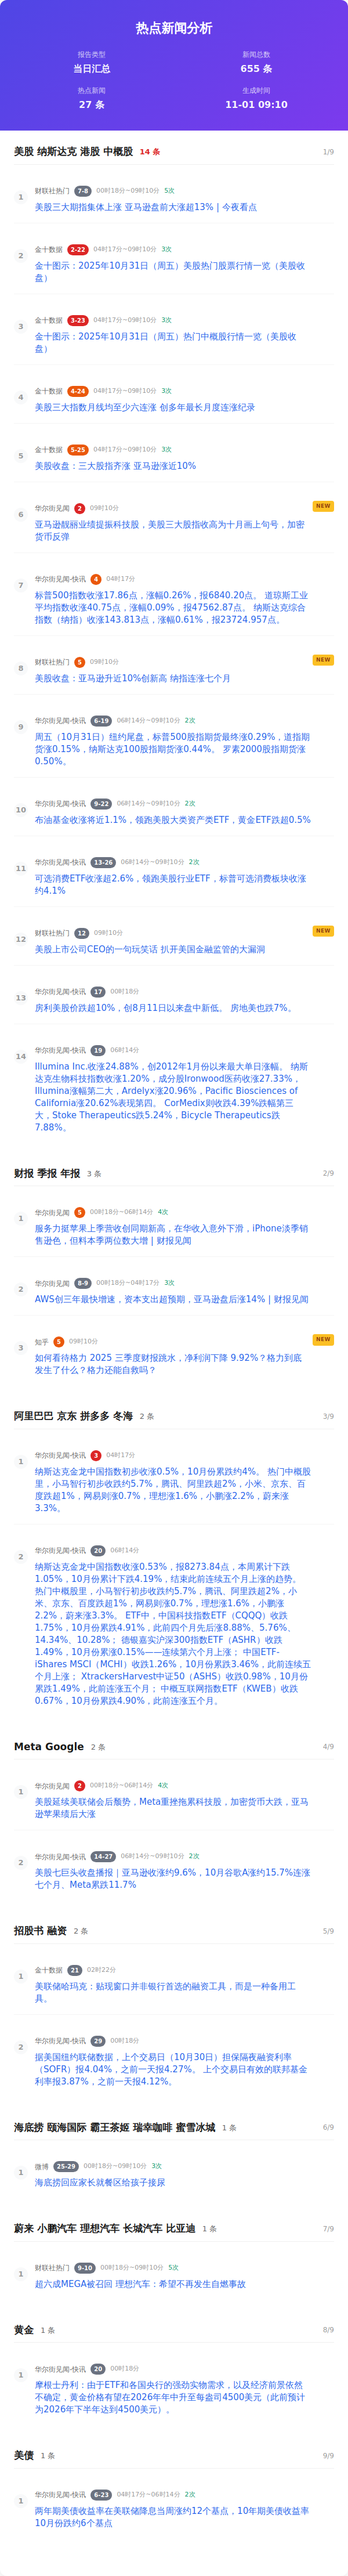 热点新闻分析
报告类型
新闻总数
当日汇总
655 条
热点新闻
生成时间
27 条
11-01 09:10
美股 纳斯达克 港股 中概股 14 条 1/9
1
财联社热门 7-8 00时18分~09时10分 5次
美股三大期指集体上涨 亚马逊盘前大涨超13% | 今夜看点
2
金十数据 2-22 04时17分~09时10分 3次
金十图示：2025年10月31日（周五）美股热门股票行情一览（美股收
盘）
3
金十数据 3-23 04时17分~09时10分 3次
金十图示：2025年10月31日（周五）热门中概股行情一览（美股收
盘）
4
金十数据 4-24 04时17分~09时10分 3次
美股三大指数月线均至少六连涨 创多年最长月度连涨纪录
5
金十数据 5-25 04时17分~09时10分 3次
美股收盘：三大股指齐涨 亚马逊涨近10%
6
华尔街见闻 2 09时10分 NEW
亚马逊靓丽业绩提振科技股，美股三大股指收高为十月画上句号，加密
货币反弹
7
华尔街见闻-快讯 4 04时17分
标普500指数收涨17.86点，涨幅0.26%，报6840.20点。 道琼斯工业
平均指数收涨40.75点，涨幅0.09%，报47562.87点。 纳斯达克综合
指数（纳指）收涨143.813点，涨幅0.61%，报23724.957点。
8
财联社热门 5 09时10分 NEW
美股收盘：亚马逊升近10%创新高 纳指连涨七个月
9
华尔街见闻-快讯 6-19 06时14分~09时10分 2次
周五（10月31日）纽约尾盘，标普500股指期货最终涨0.29%，道指期
货涨0.15%，纳斯达克100股指期货涨0.44%。 罗素2000股指期货涨
0.50%。
10
华尔街见闻-快讯 9-22 06时14分~09时10分 2次
布油基金收涨将近1.1%，领跑美股大类资产类ETF，黄金ETF跌超0.5%
11
华尔街见闻-快讯 13-26 06时14分~09时10分 2次
可选消费ETF收涨超2.6%，领跑美股行业ETF，标普可选消费板块收涨
约4.1%
12
财联社热门 12 09时10分 NEW
美股上市公司CEO的一句玩笑话 扒开美国金融监管的大漏洞
13
华尔街见闻-快讯 17 00时18分
房利美股价跌超10%，创8月11日以来盘中新低。 房地美也跌7%。
14
华尔街见闻-快讯 19 06时14分
Illumina Inc.收涨24.88%，创2012年1月份以来最大单日涨幅。 纳斯
达克生物科技指数收涨1.20%，成分股Ironwood医药收涨27.33%，
Illumina涨幅第二大，Ardelyx涨20.96%，Pacific Biosciences of
California涨20.62%表现第四。 CorMedix则收跌4.39%跌幅第三
大，Stoke Therapeutics跌5.24%，Bicycle Therapeutics跌
7.88%。
财报 季报 年报 3 条 2/9
1
华尔街见闻 5 00时18分~06时14分 4次
服务力挺苹果上季营收创同期新高，在华收入意外下滑，iPhone淡季销
售逊色，但料本季两位数大增 | 财报见闻
2
华尔街见闻 8-9 00时18分~04时17分 3次
AWS创三年最快增速，资本支出超预期，亚马逊盘后涨14% | 财报见闻
3
知乎 5 09时10分 NEW
如何看待格力 2025 三季度财报跳水，净利润下降 9.92%？格力到底
发生了什么？格力还能自救吗？
阿里巴巴 京东 拼多多 冬海 2 条 3/9
1
华尔街见闻-快讯 3 04时17分
纳斯达克金龙中国指数初步收涨0.5%，10月份累跌约4%。 热门中概股
里，小马智行初步收跌约5.7%，腾讯、阿里跌超2%，小米、京东、百
度跌超1%，网易则涨0.7%，理想涨1.6%，小鹏涨2.2%，蔚来涨
3.3%。
2
华尔街见闻-快讯 20 06时14分
纳斯达克金龙中国指数收涨0.53%，报8273.84点，本周累计下跌
1.05%，10月份累计下跌4.19%，结束此前连续五个月上涨的趋势。
热门中概股里，小马智行初步收跌约5.7%，腾讯、阿里跌超2%，小
米、京东、百度跌超1%，网易则涨0.7%，理想涨1.6%，小鹏涨
2.2%，蔚来涨3.3%。 ETF中，中国科技指数ETF（CQQQ）收跌
1.75%，10月份累跌4.91%，此前四个月先后涨8.88%、5.76%、
14.34%、10.28%； 德银嘉实沪深300指数ETF（ASHR）收跌
1.49%，10月份累涨0.15%——连续第六个月上涨； 中国ETF-
iShares MSCI（MCHI）收跌1.26%，10月份累跌3.46%，此前连续五
个月上涨； XtrackersHarvest中证50（ASHS）收跌0.98%，10月份
累跌1.49%，此前连涨五个月； 中概互联网指数ETF（KWEB）收跌
0.67%，10月份累跌4.90%，此前连涨五个月。
Meta Google 2 条 4/9
1
华尔街见闻 2 00时18分~06时14分 4次
美股延续美联储会后颓势，Meta重挫拖累科技股，加密货币大跌，亚马
逊苹果绩后大涨
2
华尔街见闻-快讯 14-27 06时14分~09时10分 2次
美股七巨头收盘播报｜亚马逊收涨约9.6%，10月谷歌A涨约15.7%连涨
七个月、Meta累跌11.7%
招股书 融资 2 条 5/9
1
金十数据 21 02时22分
美联储哈玛克：贴现窗口并非银行首选的融资工具，而是一种备用工
具。
2
华尔街见闻-快讯 29 00时18分
据美国纽约联储数据，上个交易日（10月30日）担保隔夜融资利率
（SOFR）报4.04%，之前一天报4.27%。 上个交易日有效的联邦基金
利率报3.87%，之前一天报4.12%。
海底捞 颐海国际 霸王茶姬 瑞幸咖啡 蜜雪冰城 1 条 6/9
1
微博 25-29 00时18分~09时10分 3次
海底捞回应家长就餐区给孩子接尿
蔚来 小鹏汽车 理想汽车 长城汽车 比亚迪 1 条 7/9
1
财联社热门 9-10 00时18分~09时10分 5次
超六成MEGA被召回 理想汽车：希望不再发生自燃事故
黄金 1 条 8/9
1
华尔街见闻-快讯 20 00时18分
摩根士丹利：由于ETF和各国央行的强劲实物需求，以及经济前景依然
不确定，黄金价格有望在2026年年中升至每盎司4500美元（此前预计
为2026年下半年达到4500美元）。
美债 1 条 9/9
1
华尔街见闻-快讯 6-23 04时17分~06时14分 2次
两年期美债收益率在美联储降息当周涨约12个基点，10年期美债收益率
10月份跌约6个基点